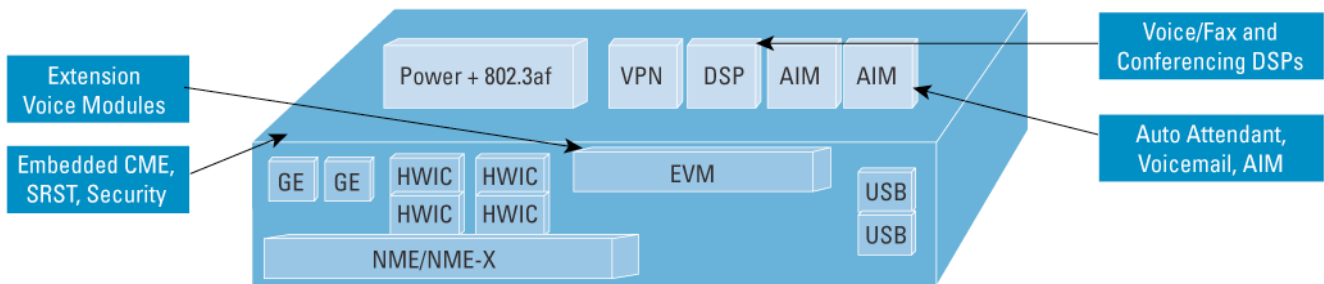 Extension
Voice Modules
Embedded CME,
SRST, Security
Power + 802.3af
VPN
DSP
AIM
AIM
Voice/Fax and
Conferencing DSPs
Auto Attendant,
Voicemail, AIM
GE
GE
HWIC
HWIC
HWIC
HWIC
EVM
USB
USB
NME/NME-X